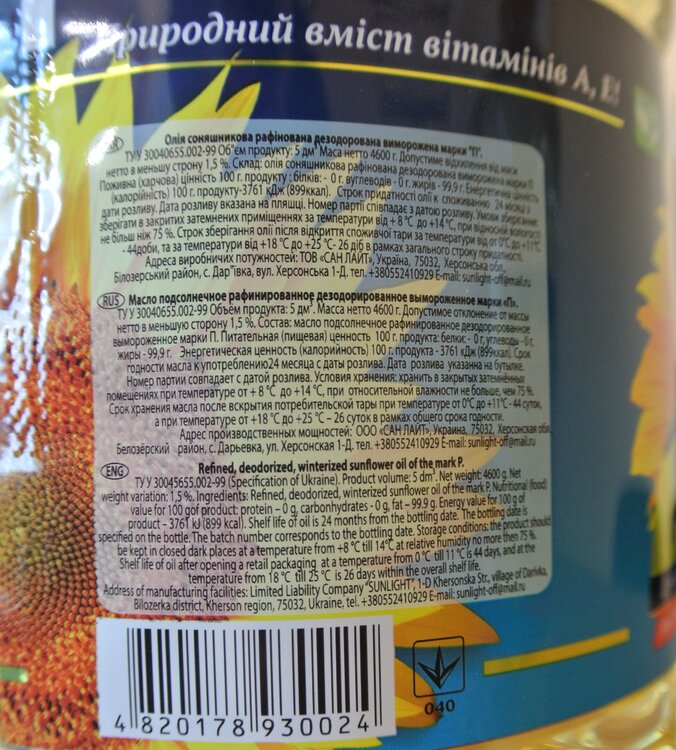 Природний вміст вітамінів А, Е!
Олія соняшникова рафінована дезодорована виморожена марки "П".
ТУ У 30040655.002-99 Об"єм продукту: 5 дм³ Маса нетто 4600 г. Допустиме відхилення від маси
нетто в меньшу строну 1,5 %. Склад: олія соняшникова рафінована дезодорована виморожена марки П
Поживна (харчова) цінність 100 г. продукту : білків: - 0 г, вуглеводів - 0 г. жирів - 99.9 г. Енергетична цінність
(калорійність) 100 г. продукту-3761 кДж (899ккал). Строк придатності олії к споживанню 24 місяці з
дати розливу. Дата розливу вказана на пляшці. Номер партії співпадає з датою розливу. Умови зберігання:
зберігати в закритих затемнених приміщеннях за температури від + 8 °С до +14 °С, при відносній вологості
не більш ніж 75 %. Строк зберігання олії після відкриття споживчої тари за температури від от 0°С до +11°С
- 44доби, та за температури від +18 °С до +25 °С- 26 діб в рамках загального строку придатності.
Адреса виробничих потужностей: ТОВ «САН ЛАЙТ», Україна, 75032, Херсонська обл.,
Білозерський район, с. Дар"ївка, вул. Херсонська 1-Д. тел. +380552410929 E-mail: sunlight-off@mail.ru
RUS Масло подсолнечное рафинированное дезодорированное вымороженное марки «П».
ТУ У 30040655.002-99 Объём продукта: 5 дм³. Масса нетто 4600 г. Допустимое отклонение от массы
нетто в меньшую сторону 1,5 %. Состав: масло подсолнечное рафинированное дезодорированное
вымороженное марки П. Питательная (пищевая) ценность 100 г. продукта: белки: - 0 г, углеводы - 0 г,
жиры - 99,9 г. Энергетическая ценность (калорийность) 100 г. продукта - 3761 кДж (899ккал). Срок
годности масла к употреблению24 месяца с даты розлива. Дата розлива указана на бутылке.
Номер партии совпадает с датой розлива. Условия хранения: хранить в закрытых затемнённых
помещениях при температуре от + 8 °С до +14 °С, при относительной влажности не больше, чем 75 %.
Срок хранения масла после вскрытия потребительской тары при температуре от 0°С до +11°С - 44 суток,
а при температуре от +18 °С до +25 °С – 26 суток в рамках общего срока годности.
Адрес производственных мощностей: ООО «САН ЛАЙТ», Украина, 75032, Херсонская обл.
Белозёрский район, с. Дарьевка, ул. Херсонская 1-Д. тел. +380552410929 E-mail: sunlight-off@mail.ru
ENG Refined, deodorized, winterized sunflower oil of the mark P.
ТУ У 30045655.002-99 (Specification of Ukraine). Product volume: 5 dm³. Net mass: 4600 g. Net
weight variation: 1,5 %. Ingredients: Refined, deodorized, winterized sunflower oil of the mark P. Nutritional (food)
value for 100 gof product: protein – 0 g, carbonhydrates - 0 g, fat – 99.9 g. Energy value for 100 g of
product – 3761 kJ (899 kcal). Shelf life of oil is 24 months from the bottling date. The bottling date is
specified on the bottle. The batch number corresponds to the bottling date. Storage conditions: the product should
be kept in closed dark places at a temperature from +8°C till 14°C at relative humidity no more then 75 %.
Shelf life of oil after opening a retail packaging at a temperature from 0 °C till 11 °C is 44 days, and at the
temperature from 18 °C till 25 °C is 26 days within the overall shelf life.
Address of manufacturing facilities: Limited Liability Company "SUNLIGHT", 1-D Khersonska Str., village of Darivka,
Bilozerka district, Kherson region, 75032, Ukraine, tel. +380552410929 E-mail: sunlight-off@mail.ru
4 820178 930024
040